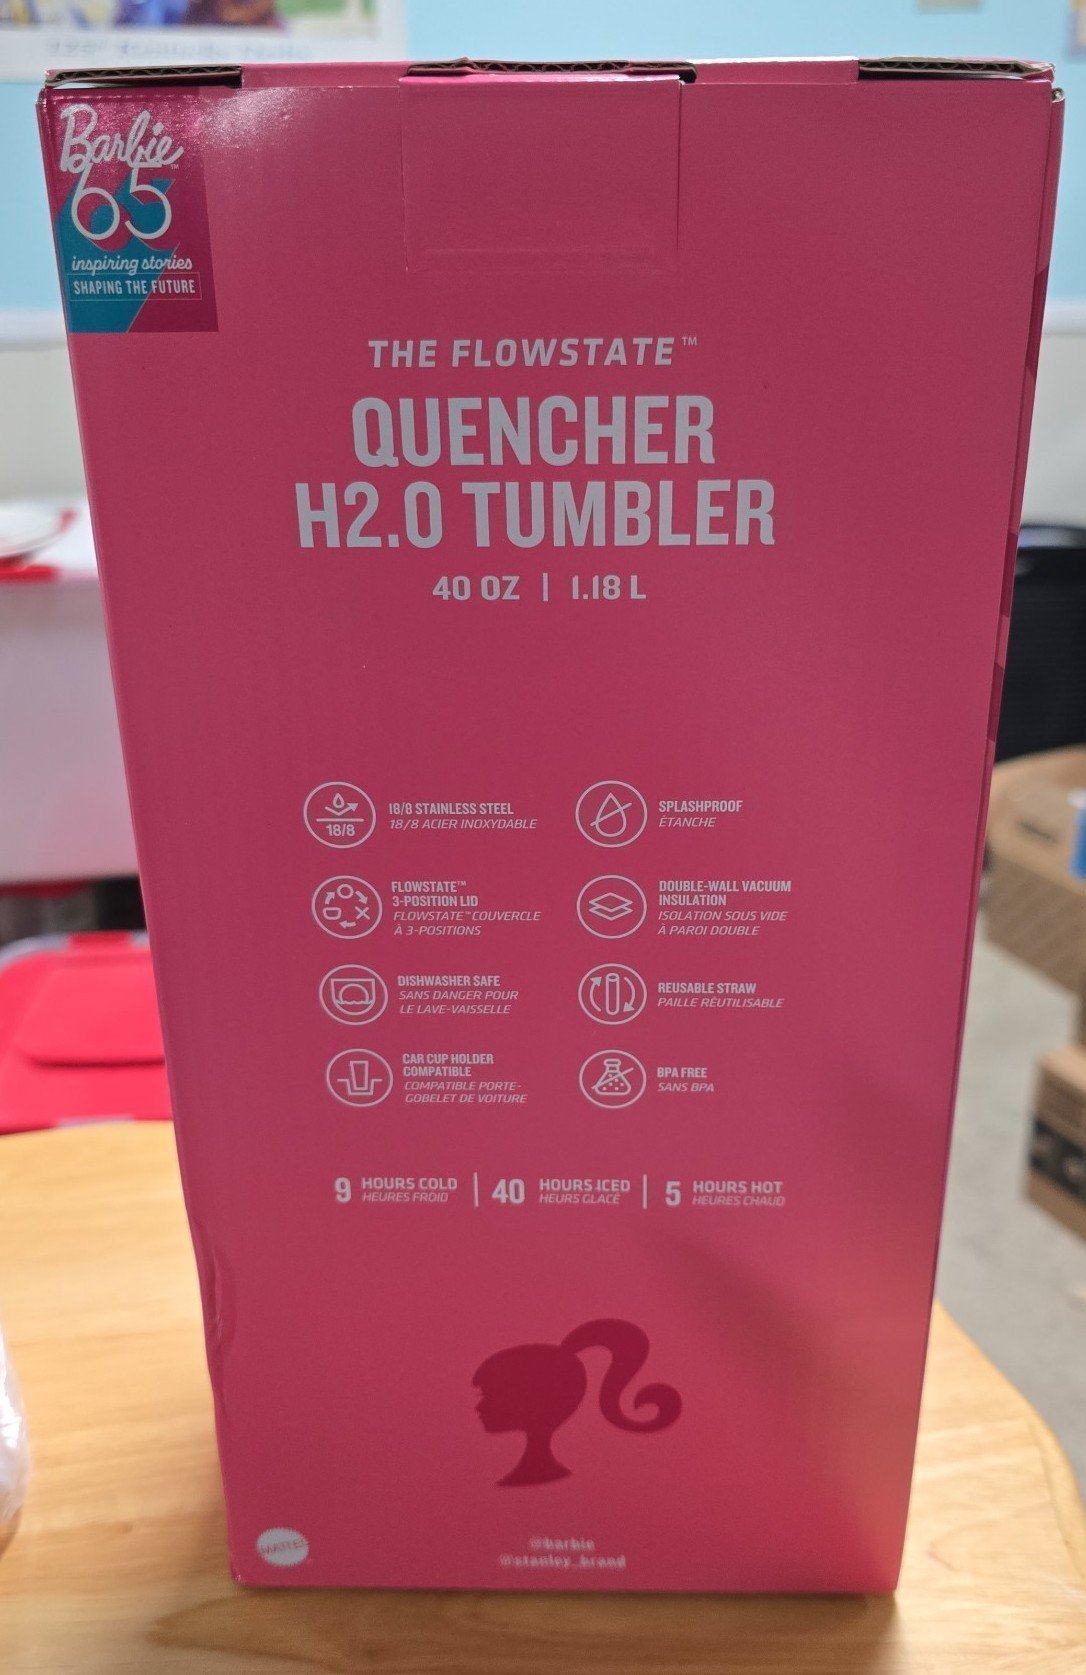 Barbie™
65
inspiring stories
SHAPING THE FUTURE
THE FLOWSTATE™
QUENCHER
H2.0 TUMBLER
40 OZ | 1.18 L
18/8
18/8 STAINLESS STEEL
18/8 ACIER INOXYDABLE
SPLASHPROOF
ÉTANCHE
FLOWSTATE™
3-POSITION LID
FLOWSTATE™ COUVERCLE
À 3-POSITIONS
DOUBLE-WALL VACUUM
INSULATION
ISOLATION SOUS VIDE
À PAROI DOUBLE
DISHWASHER SAFE
SANS DANGER POUR
LE LAVE-VAISSELLE
REUSABLE STRAW
PAILLE RÉUTILISABLE
CAR CUP HOLDER
COMPATIBLE
COMPATIBLE PORTE-
GOBELET DE VOITURE
BPA FREE
SANS BPA
9 HOURS COLD
HEURES FROID
40 HOURS ICED
HEURS GLACÉ
5 HOURS HOT
HEURES CHAUD
MATTEL
@barbie
@stanley_brand